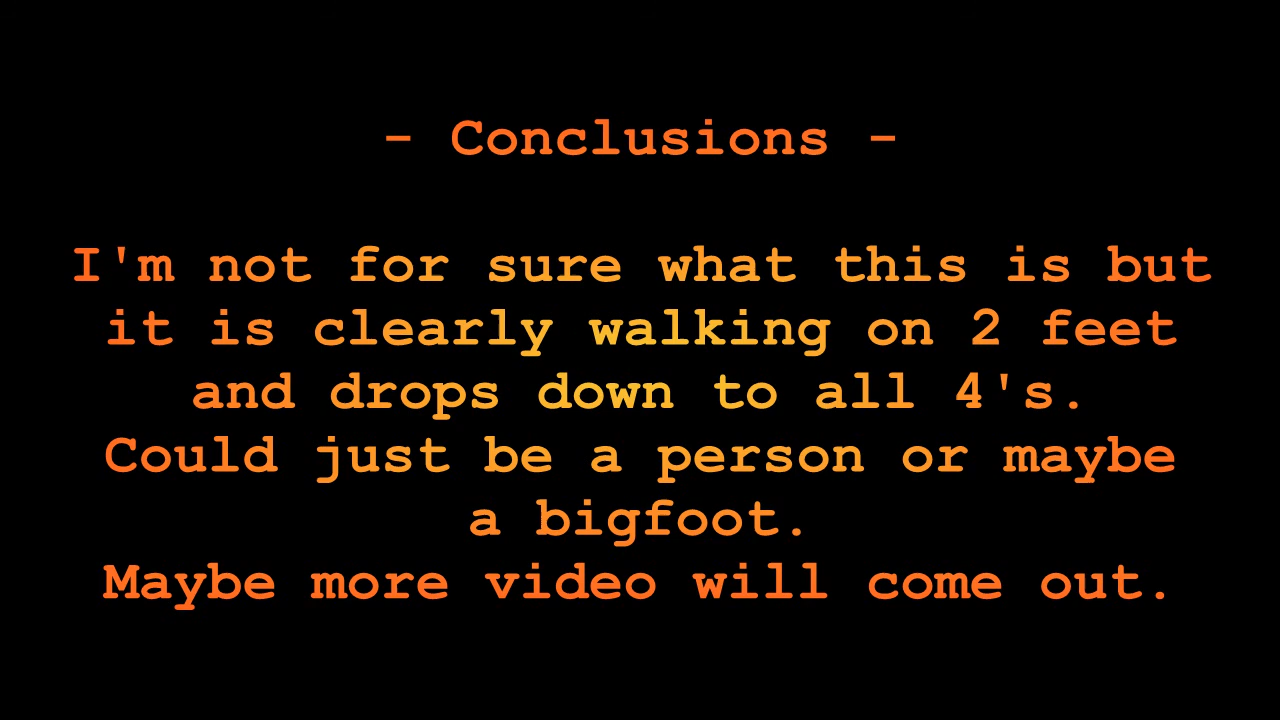 - Conclusions -
I'm not for sure what this is but
it is clearly walking on 2 feet
and drops down to all 4's.
Could just be a person or maybe
a bigfoot.
Maybe more video will come out.